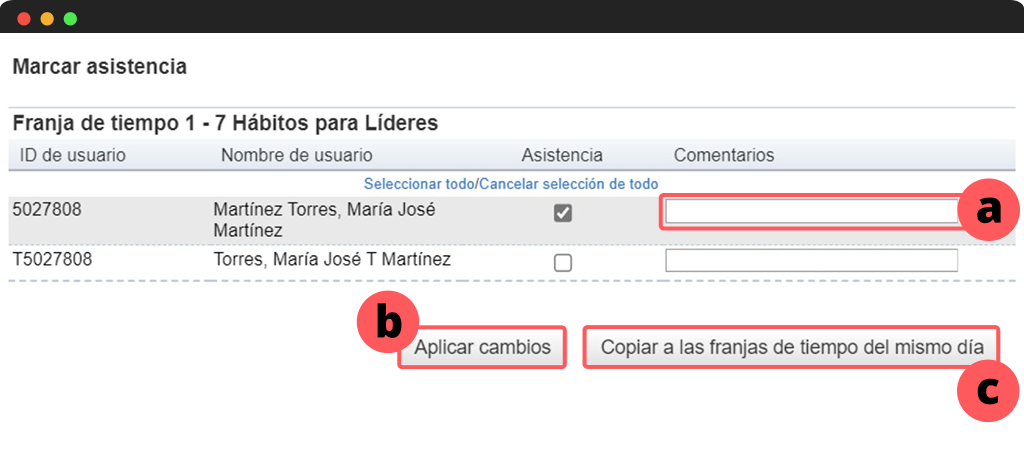 Marcar asistencia
Franja de tiempo 1 - 7 Hábitos para Líderes
ID de usuario Nombre de usuario Asistencia Comentarios
Seleccionar todo/Cancelar selección de todo
5027808 Martínez Torres, María José
Martínez
a
T5027808 Torres, María José T Martínez
b
Aplicar cambios Copiar a las franjas de tiempo del mismo día
c